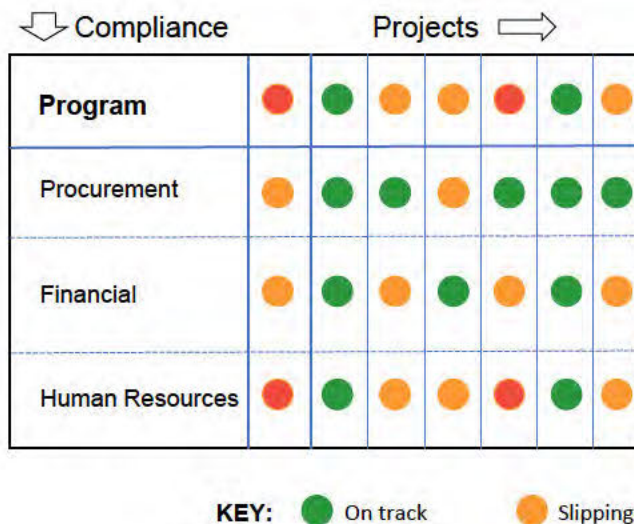 Compliance Projects
Program
Procurement
Financial
Human Resources
KEY: On track Slipping